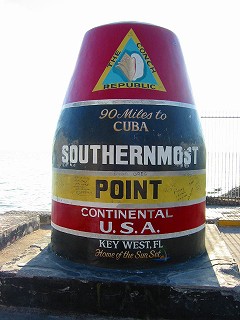 THE CONCH
REPUBLIC
90 Miles to
CUBA
SOUTHERNMOST
POINT
CONTINENTAL
U.S.A.
KEY WEST, FL
Home of the Sun Set